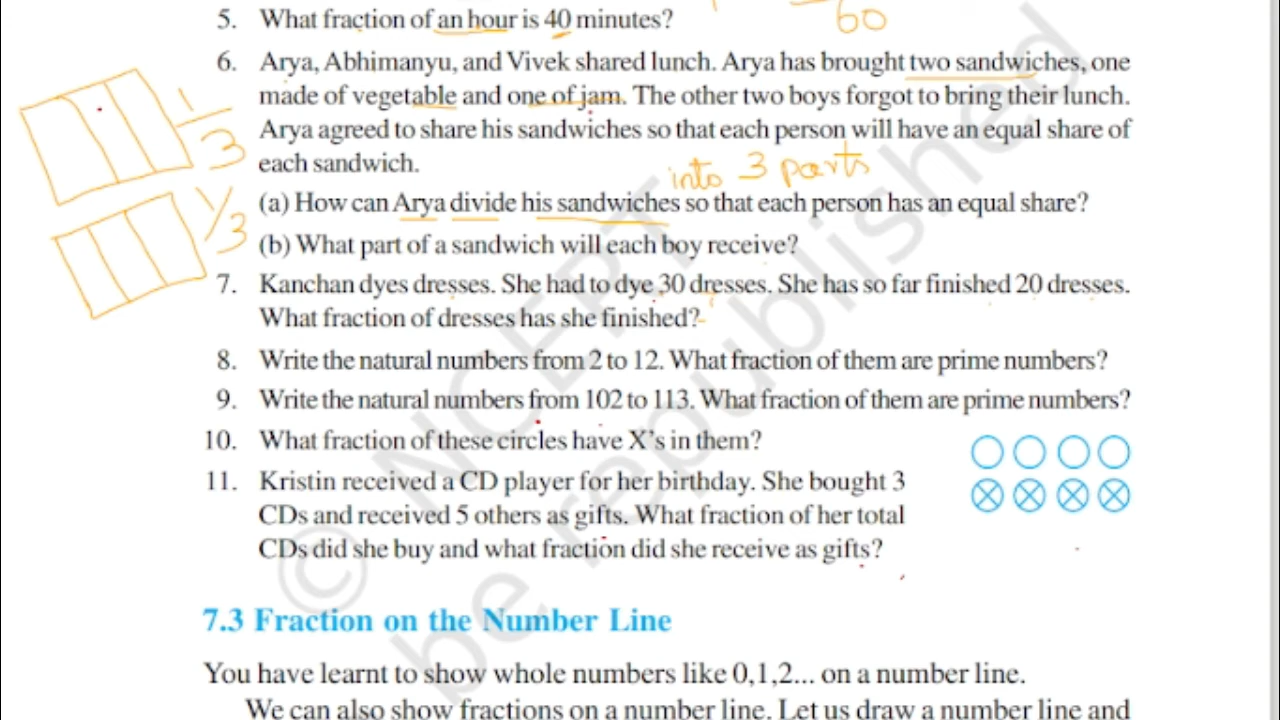 60
5. What fraction of an hour is 40 minutes?
6. Arya, Abhimanyu, and Vivek shared lunch. Arya has brought two sandwiches, one
made of vegetable and one of jam. The other two boys forgot to bring their lunch.
1/3
Arya agreed to share his sandwiches so that each person will have an equal share of
each sandwich.
into 3 parts
(a) How can Arya divide his sandwiches so that each person has an equal share?
1/3
(b) What part of a sandwich will each boy receive?
7. Kanchan dyes dresses. She had to dye 30 dresses. She has so far finished 20 dresses.
What fraction of dresses has she finished?
8. Write the natural numbers from 2 to 12. What fraction of them are prime numbers?
9. Write the natural numbers from 102 to 113. What fraction of them are prime numbers?
10. What fraction of these circles have X's in them?
11. Kristin received a CD player for her birthday. She bought 3
CDs and received 5 others as gifts. What fraction of her total
CDs did she buy and what fraction did she receive as gifts?
© NCERT
be republished
7.3 Fraction on the Number Line
You have learnt to show whole numbers like 0,1,2... on a number line.
We can also show fractions on a number line. Let us draw a number line and